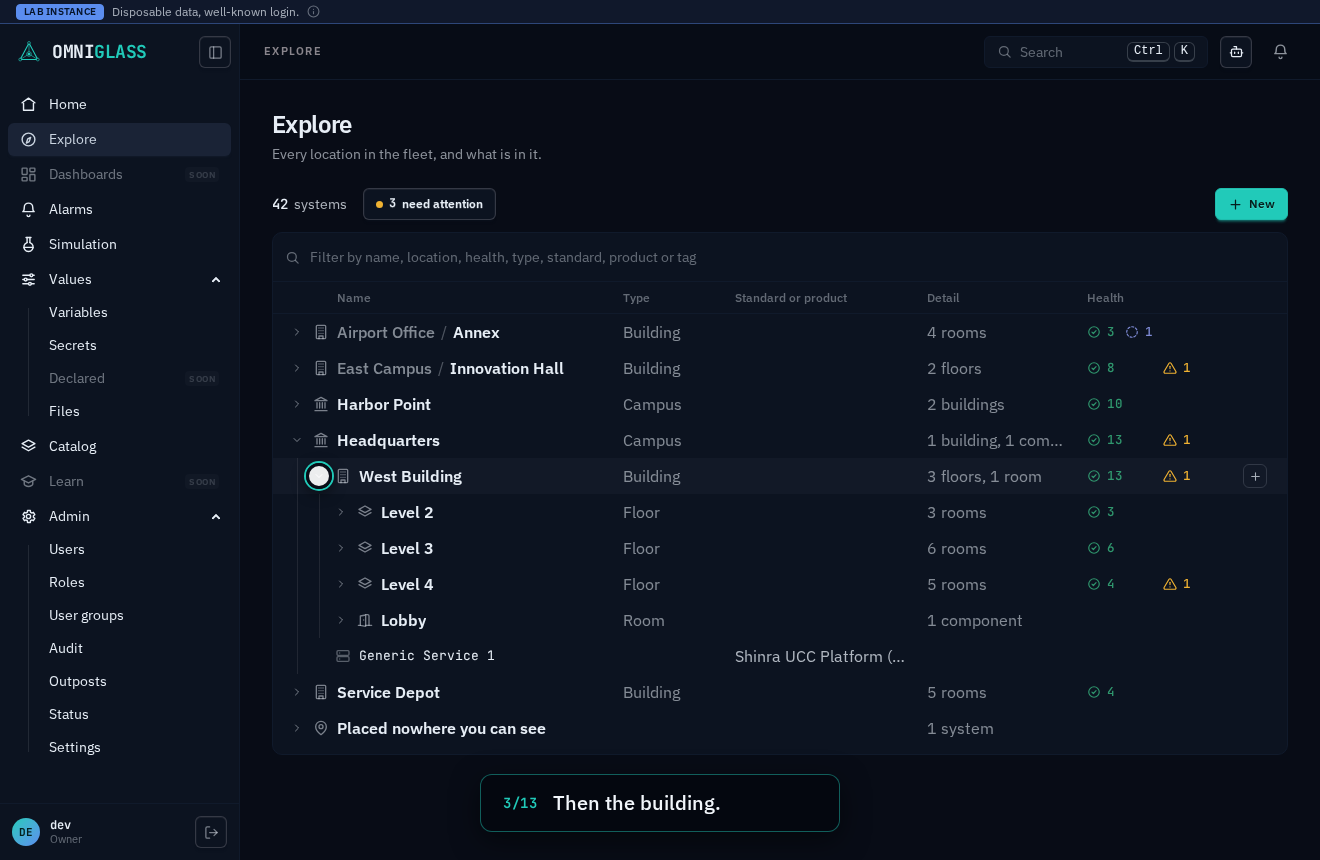 LAB INSTANCE Disposable data, well-known login.
OMNIGLASS
EXPLORE
Search Ctrl K
Home
Explore
Dashboards SOON
Alarms
Simulation
Values
Variables
Secrets
Declared SOON
Files
Catalog
Learn SOON
Admin
Users
Roles
User groups
Audit
Outposts
Status
Settings
DE dev
Owner
Explore
Every location in the fleet, and what is in it.
42 systems 3 need attention New
Filter by name, location, health, type, standard, product or tag
Name Type Standard or product Detail Health
Airport Office / Annex Building 4 rooms 3 1
East Campus / Innovation Hall Building 2 floors 8 1
Harbor Point Campus 2 buildings 10
Headquarters Campus 1 building, 1 com... 13 1
West Building Building 3 floors, 1 room 13 1
Level 2 Floor 3 rooms 3
Level 3 Floor 6 rooms 6
Level 4 Floor 5 rooms 4 1
Lobby Room 1 component
Generic Service 1 Shinra UCC Platform (...
Service Depot Building 5 rooms 4
Placed nowhere you can see 1 system
3/13 Then the building.